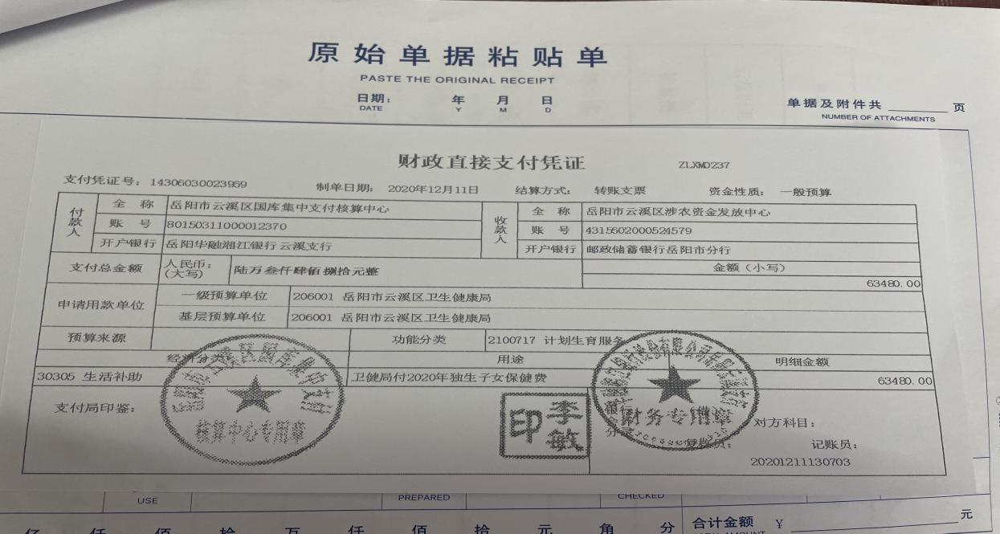 原始单据粘贴单
PASTE THE ORIGINAL RECEIPT
日期: 年 月 日
DATE Y M D
单据及附件共 页
NUMBER OF ATTACHMENTS
财政直接支付凭证 ZLXM0237
支付凭证号: 14306030023959 制单日期: 2020年12月11日 结算方式: 转账支票 资金性质: 一般预算
付款人 全称 岳阳市云溪区国库集中支付核算中心 收款人 全称 岳阳市云溪区涉农资金发放中心
账号 80150311000012370 账号 4315602000524579
开户银行 岳阳华融湘江银行云溪支行 开户银行 邮政储蓄银行岳阳市分行
支付总金额 人民币: (大写) 陆万叁仟肆佰捌拾元整 金额(小写)
63480.00
申请用款单位 一级预算单位 206001 岳阳市云溪区卫生健康局
基层预算单位 206001 岳阳市云溪区卫生健康局
预算来源 功能分类 2100717 计划生育服务
经济分类 用途 明细金额
30305 生活补助 卫健局付2020年独生子女保健费 63480.00
支付局印鉴:
核算中心专用章
李敏印
财务专用章
对方科目:
复核员: 记账员:
20201211130703
USE PREPARED CHECKED
亿 仟 佰 拾 万 仟 佰 拾 元 角 分 合计金额 ¥ 元